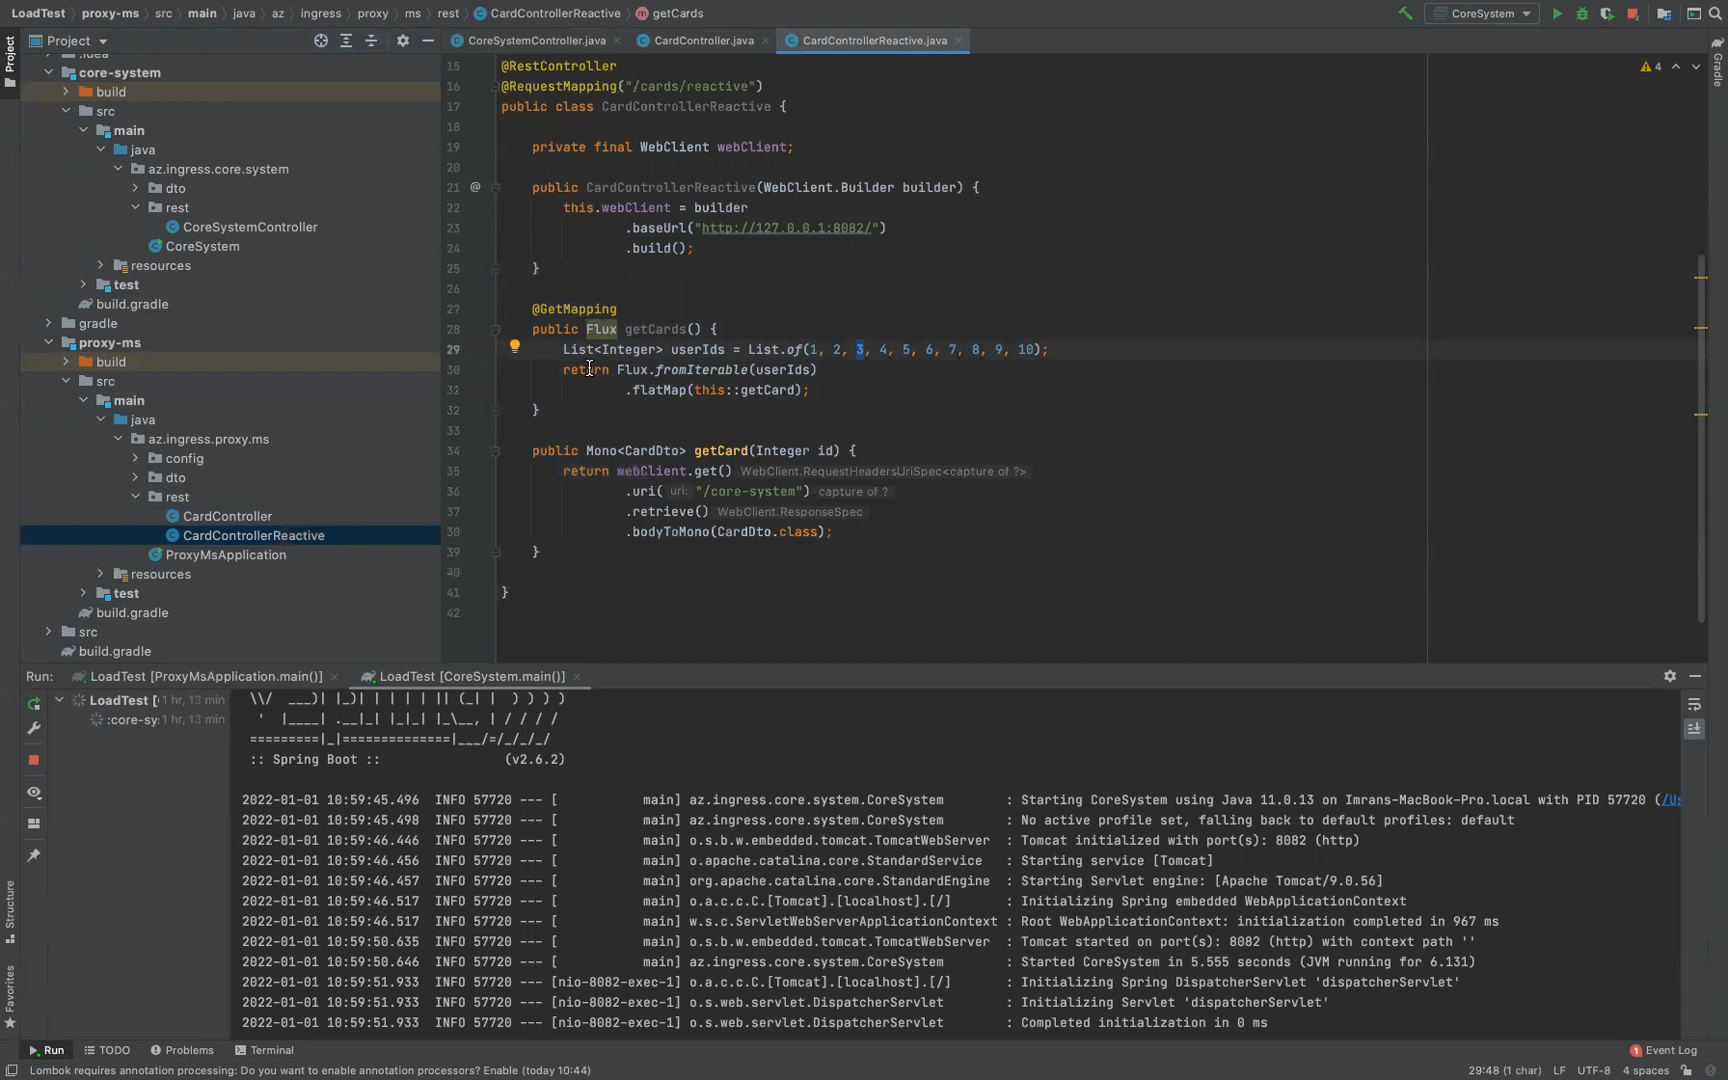 LoadTest > proxy-ms > src > main > java > az > ingress > proxy > ms > rest > CardControllerReactive > getCards
CoreSystem
Project
CoreSystemController.java
CardController.java
CardControllerReactive.java
Project
Gradle
4
core-system
build
src
main
java
az.ingress.core.system
dto
rest
CoreSystemController
CoreSystem
resources
test
build.gradle
gradle
proxy-ms
build
src
main
java
az.ingress.proxy.ms
config
dto
rest
CardController
CardControllerReactive
ProxyMsApplication
resources
test
build.gradle
src
build.gradle
15 @RestController
16 @RequestMapping("/cards/reactive")
17 public class CardControllerReactive {
18
19 private final WebClient webClient;
20
21 @ public CardControllerReactive(WebClient.Builder builder) {
22 this.webClient = builder
23 .baseUrl("http://127.0.0.1:8082/")
24 .build();
25 }
26
27 @GetMapping
28 public Flux getCards() {
29 List<Integer> userIds = List.of(1, 2, 3, 4, 5, 6, 7, 8, 9, 10);
30 return Flux.fromIterable(userIds)
31 .flatMap(this::getCard);
32 }
33
34 public Mono<CardDto> getCard(Integer id) {
35 return webClient.get() WebClient.RequestHeadersUriSpec<capture of ?>
36 .uri( uri: "/core-system") capture of ?
37 .retrieve() WebClient.ResponseSpec
38 .bodyToMono(CardDto.class);
39 }
40
41 }
42
Run: LoadTest [ProxyMsApplication.main()] LoadTest [CoreSystem.main()]
LoadTest [ 1 hr, 13 min
:core-sy: 1 hr, 13 min
\\/  ___)| |_)| | | | | || (_| |  ) ) ) )
'  |____| .__|_| |_|_| |_\__, | / / / /
=========|_|==============|___/=/_/_/_/
:: Spring Boot :: (v2.6.2)
2022-01-01 10:59:45.496 INFO 57720 --- [ main] az.ingress.core.system.CoreSystem : Starting CoreSystem using Java 11.0.13 on Imrans-MacBook-Pro.local with PID 57720 (/Us
2022-01-01 10:59:45.498 INFO 57720 --- [ main] az.ingress.core.system.CoreSystem : No active profile set, falling back to default profiles: default
2022-01-01 10:59:46.446 INFO 57720 --- [ main] o.s.b.w.embedded.tomcat.TomcatWebServer : Tomcat initialized with port(s): 8082 (http)
2022-01-01 10:59:46.456 INFO 57720 --- [ main] o.apache.catalina.core.StandardService : Starting service [Tomcat]
2022-01-01 10:59:46.457 INFO 57720 --- [ main] org.apache.catalina.core.StandardEngine : Starting Servlet engine: [Apache Tomcat/9.0.56]
2022-01-01 10:59:46.517 INFO 57720 --- [ main] o.a.c.c.C.[Tomcat].[localhost].[/] : Initializing Spring embedded WebApplicationContext
2022-01-01 10:59:46.517 INFO 57720 --- [ main] w.s.c.ServletWebServerApplicationContext : Root WebApplicationContext: initialization completed in 967 ms
2022-01-01 10:59:50.635 INFO 57720 --- [ main] o.s.b.w.embedded.tomcat.TomcatWebServer : Tomcat started on port(s): 8082 (http) with context path ''
2022-01-01 10:59:50.646 INFO 57720 --- [ main] az.ingress.core.system.CoreSystem : Started CoreSystem in 5.555 seconds (JVM running for 6.131)
2022-01-01 10:59:51.933 INFO 57720 --- [nio-8082-exec-1] o.a.c.c.C.[Tomcat].[localhost].[/] : Initializing Spring DispatcherServlet 'dispatcherServlet'
2022-01-01 10:59:51.933 INFO 57720 --- [nio-8082-exec-1] o.s.web.servlet.DispatcherServlet : Initializing Servlet 'dispatcherServlet'
2022-01-01 10:59:51.933 INFO 57720 --- [nio-8082-exec-1] o.s.web.servlet.DispatcherServlet : Completed initialization in 0 ms
Structure
Favorites
Run TODO Problems Terminal 1 Event Log
Lombok requires annotation processing: Do you want to enable annotation processors? Enable (today 10:44) 29:48 (1 char) LF UTF-8 4 spaces